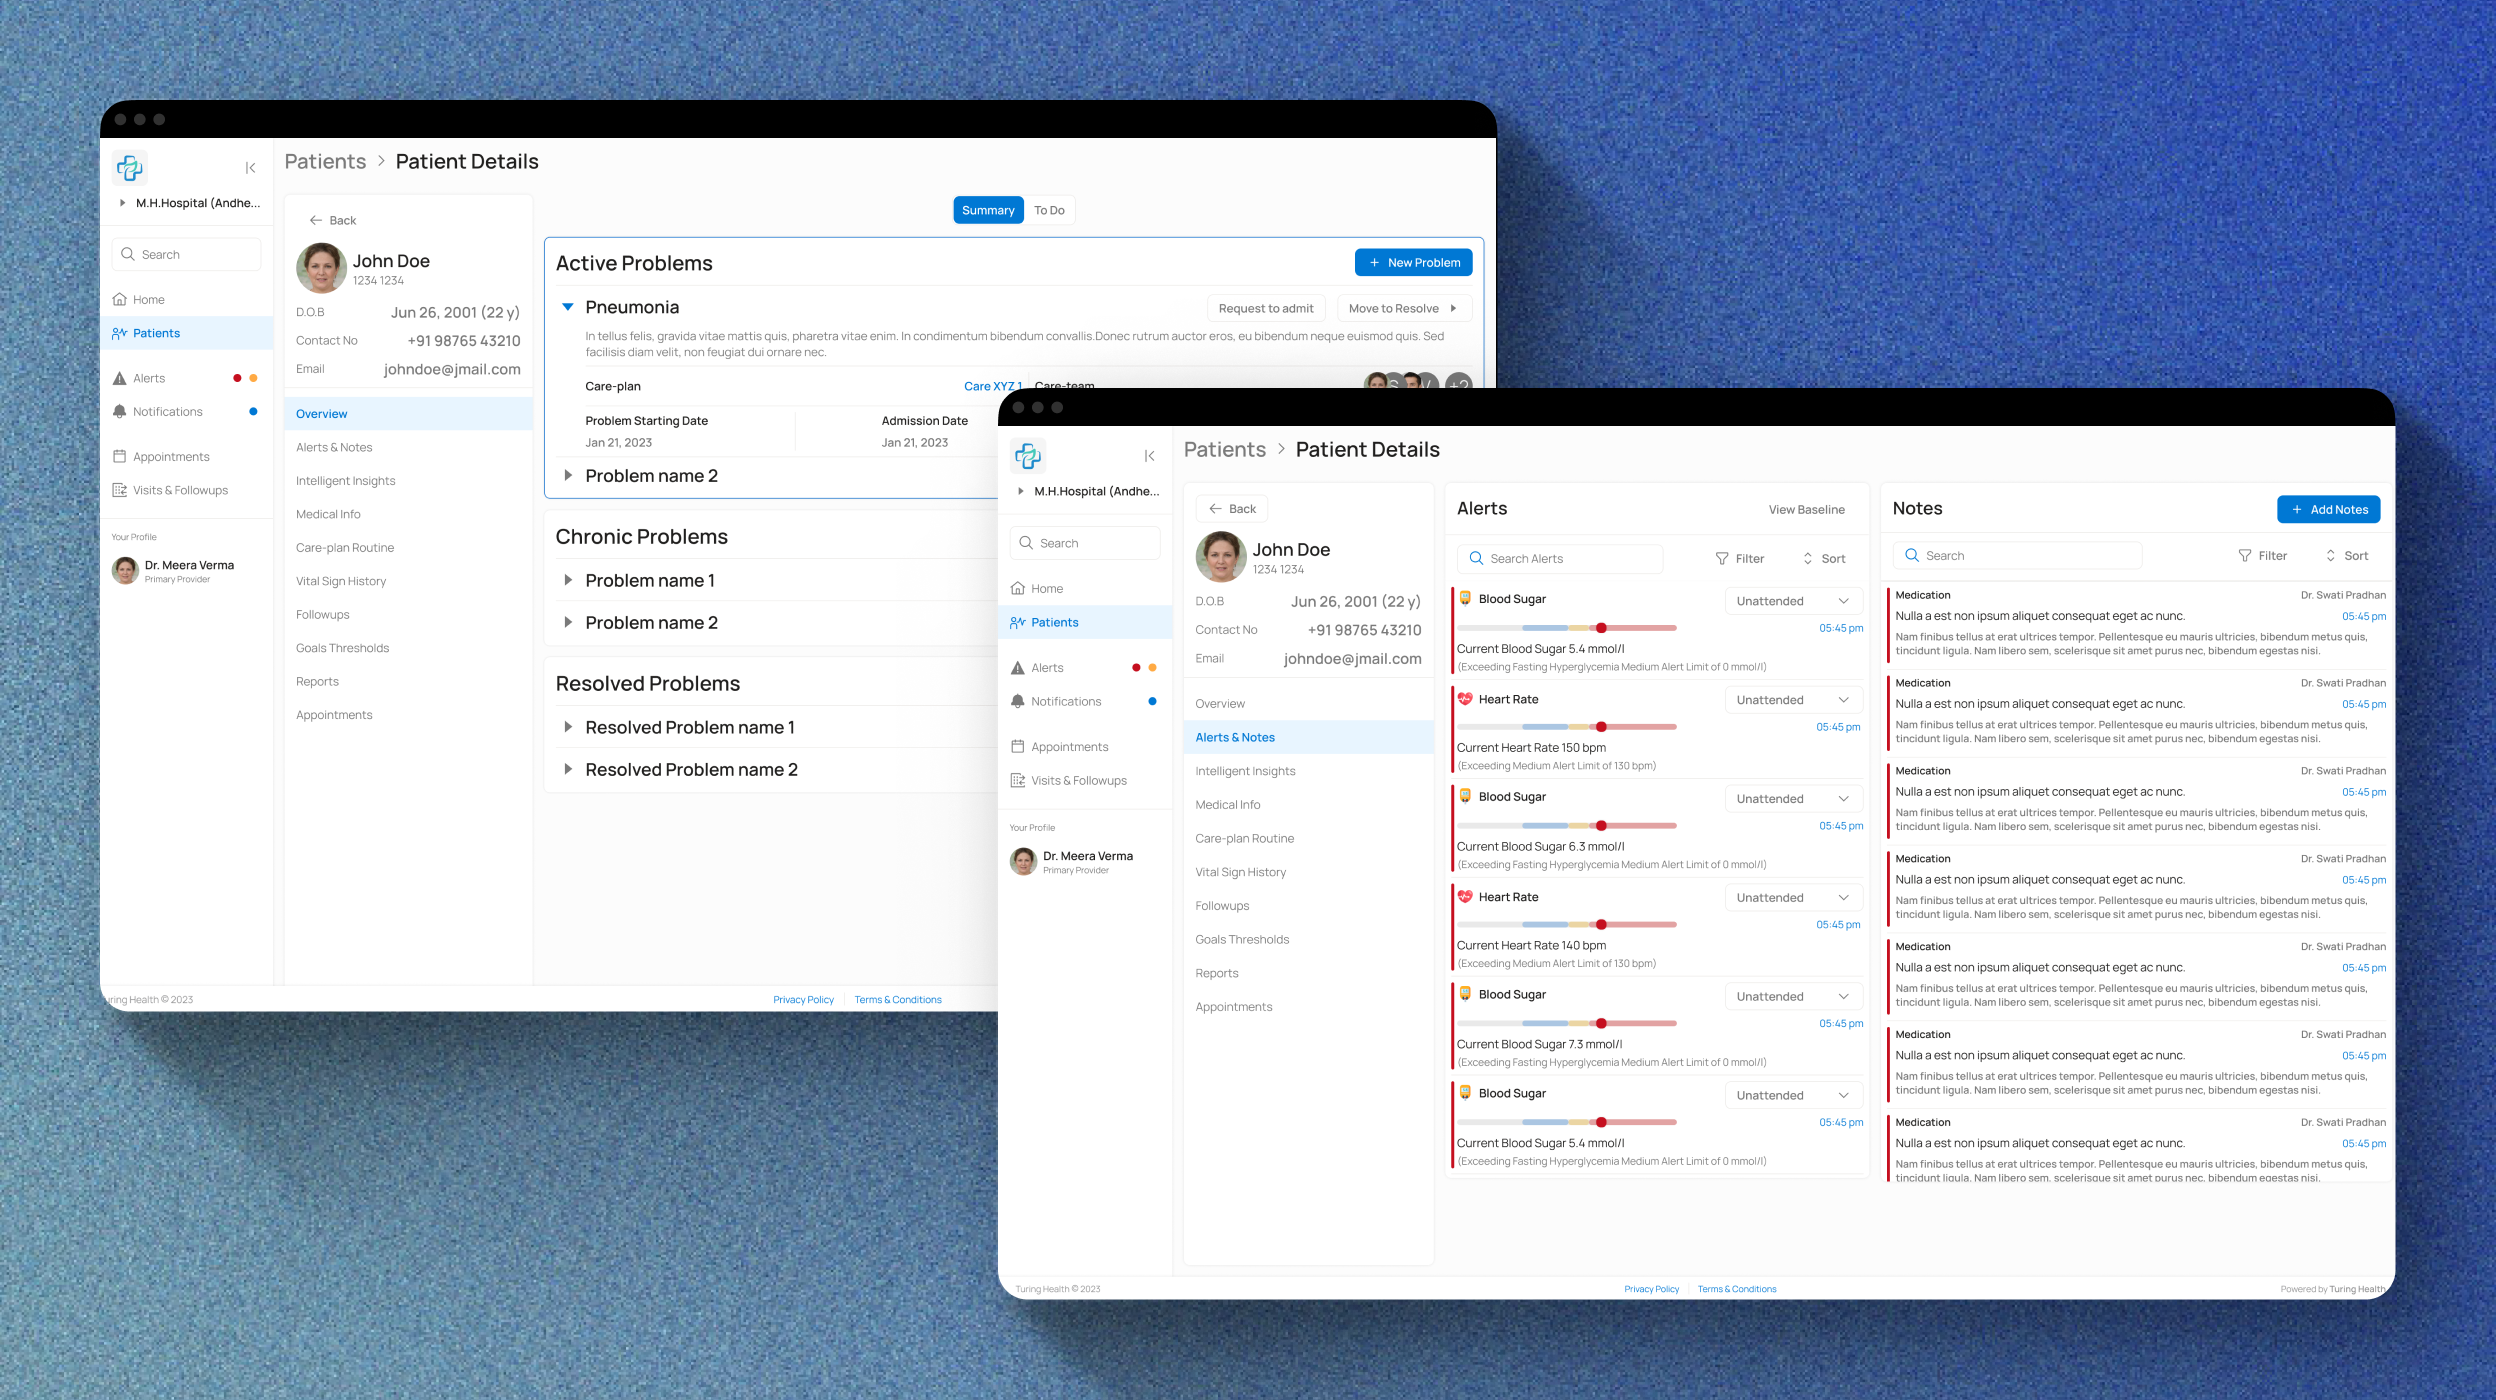 Patients > Patient Details
M.H.Hospital (Andhe...
Search
Home
Patients
Alerts
Notifications
Appointments
Visits & Followups
Your Profile
Dr. Meera Verma
Primary Provider
Back
John Doe
1234 1234
D.O.B Jun 26, 2001 (22 y)
Contact No +91 98765 43210
Email johndoe@jmail.com
Overview
Alerts & Notes
Intelligent Insights
Medical Info
Care-plan Routine
Vital Sign History
Followups
Goals Thresholds
Reports
Appointments
Summary To Do
Active Problems + New Problem
Pneumonia Request to admit Move to Resolve
In tellus felis, gravida vitae mattis quis, pharetra vitae enim. In condimentum bibendum convallis.Donec rutrum auctor eros, eu bibendum neque euismod quis. Sed
facilisis diam velit, non feugiat dui ornare nec.
Care-plan Care XYZ 1 Care-team S V +2
Problem Starting Date Admission Date
Jan 21, 2023 Jan 21, 2023
Problem name 2
Chronic Problems
Problem name 1
Problem name 2
Resolved Problems
Resolved Problem name 1
Resolved Problem name 2
uring Health © 2023 Privacy Policy Terms & Conditions
Patients > Patient Details
M.H.Hospital (Andhe...
Search
Home
Patients
Alerts
Notifications
Appointments
Visits & Followups
Your Profile
Dr. Meera Verma
Primary Provider
Back
John Doe
1234 1234
D.O.B Jun 26, 2001 (22 y)
Contact No +91 98765 43210
Email johndoe@jmail.com
Overview
Alerts & Notes
Intelligent Insights
Medical Info
Care-plan Routine
Vital Sign History
Followups
Goals Thresholds
Reports
Appointments
Alerts View Baseline
Search Alerts Filter Sort
Blood Sugar Unattended
05:45 pm
Current Blood Sugar 5.4 mmol/l
(Exceeding Fasting Hyperglycemia Medium Alert Limit of 0 mmol/l)
Heart Rate Unattended
05:45 pm
Current Heart Rate 150 bpm
(Exceeding Medium Alert Limit of 130 bpm)
Blood Sugar Unattended
05:45 pm
Current Blood Sugar 6.3 mmol/l
(Exceeding Fasting Hyperglycemia Medium Alert Limit of 0 mmol/l)
Heart Rate Unattended
05:45 pm
Current Heart Rate 140 bpm
(Exceeding Medium Alert Limit of 130 bpm)
Blood Sugar Unattended
05:45 pm
Current Blood Sugar 7.3 mmol/l
(Exceeding Fasting Hyperglycemia Medium Alert Limit of 0 mmol/l)
Blood Sugar Unattended
05:45 pm
Current Blood Sugar 5.4 mmol/l
(Exceeding Fasting Hyperglycemia Medium Alert Limit of 0 mmol/l)
Notes + Add Notes
Search Filter Sort
Medication Dr. Swati Pradhan
Nulla a est non ipsum aliquet consequat eget ac nunc. 05:45 pm
Nam finibus tellus at erat ultrices tempor. Pellentesque eu mauris ultricies, bibendum metus quis,
tincidunt ligula. Nam libero sem, scelerisque sit amet purus nec, bibendum egestas nisi.
Medication Dr. Swati Pradhan
Nulla a est non ipsum aliquet consequat eget ac nunc. 05:45 pm
Nam finibus tellus at erat ultrices tempor. Pellentesque eu mauris ultricies, bibendum metus quis,
tincidunt ligula. Nam libero sem, scelerisque sit amet purus nec, bibendum egestas nisi.
Medication Dr. Swati Pradhan
Nulla a est non ipsum aliquet consequat eget ac nunc. 05:45 pm
Nam finibus tellus at erat ultrices tempor. Pellentesque eu mauris ultricies, bibendum metus quis,
tincidunt ligula. Nam libero sem, scelerisque sit amet purus nec, bibendum egestas nisi.
Medication Dr. Swati Pradhan
Nulla a est non ipsum aliquet consequat eget ac nunc. 05:45 pm
Nam finibus tellus at erat ultrices tempor. Pellentesque eu mauris ultricies, bibendum metus quis,
tincidunt ligula. Nam libero sem, scelerisque sit amet purus nec, bibendum egestas nisi.
Medication Dr. Swati Pradhan
Nulla a est non ipsum aliquet consequat eget ac nunc. 05:45 pm
Nam finibus tellus at erat ultrices tempor. Pellentesque eu mauris ultricies, bibendum metus quis,
tincidunt ligula. Nam libero sem, scelerisque sit amet purus nec, bibendum egestas nisi.
Medication Dr. Swati Pradhan
Nulla a est non ipsum aliquet consequat eget ac nunc. 05:45 pm
Nam finibus tellus at erat ultrices tempor. Pellentesque eu mauris ultricies, bibendum metus quis,
tincidunt ligula. Nam libero sem, scelerisque sit amet purus nec, bibendum egestas nisi.
Medication Dr. Swati Pradhan
Nulla a est non ipsum aliquet consequat eget ac nunc. 05:45 pm
Nam finibus tellus at erat ultrices tempor. Pellentesque eu mauris ultricies, bibendum metus quis,
tincidunt ligula. Nam libero sem, scelerisque sit amet purus nec, bibendum egestas nisi.
Turing Health © 2023 Privacy Policy Terms & Conditions Powered by Turing Health